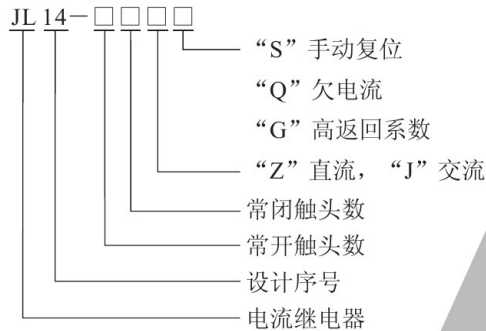 JL 14－□□□□
“S”手动复位
“Q”欠电流
“G”高返回系数
“Z”直流，“J”交流
常闭触头数
常开触头数
设计序号
电流继电器